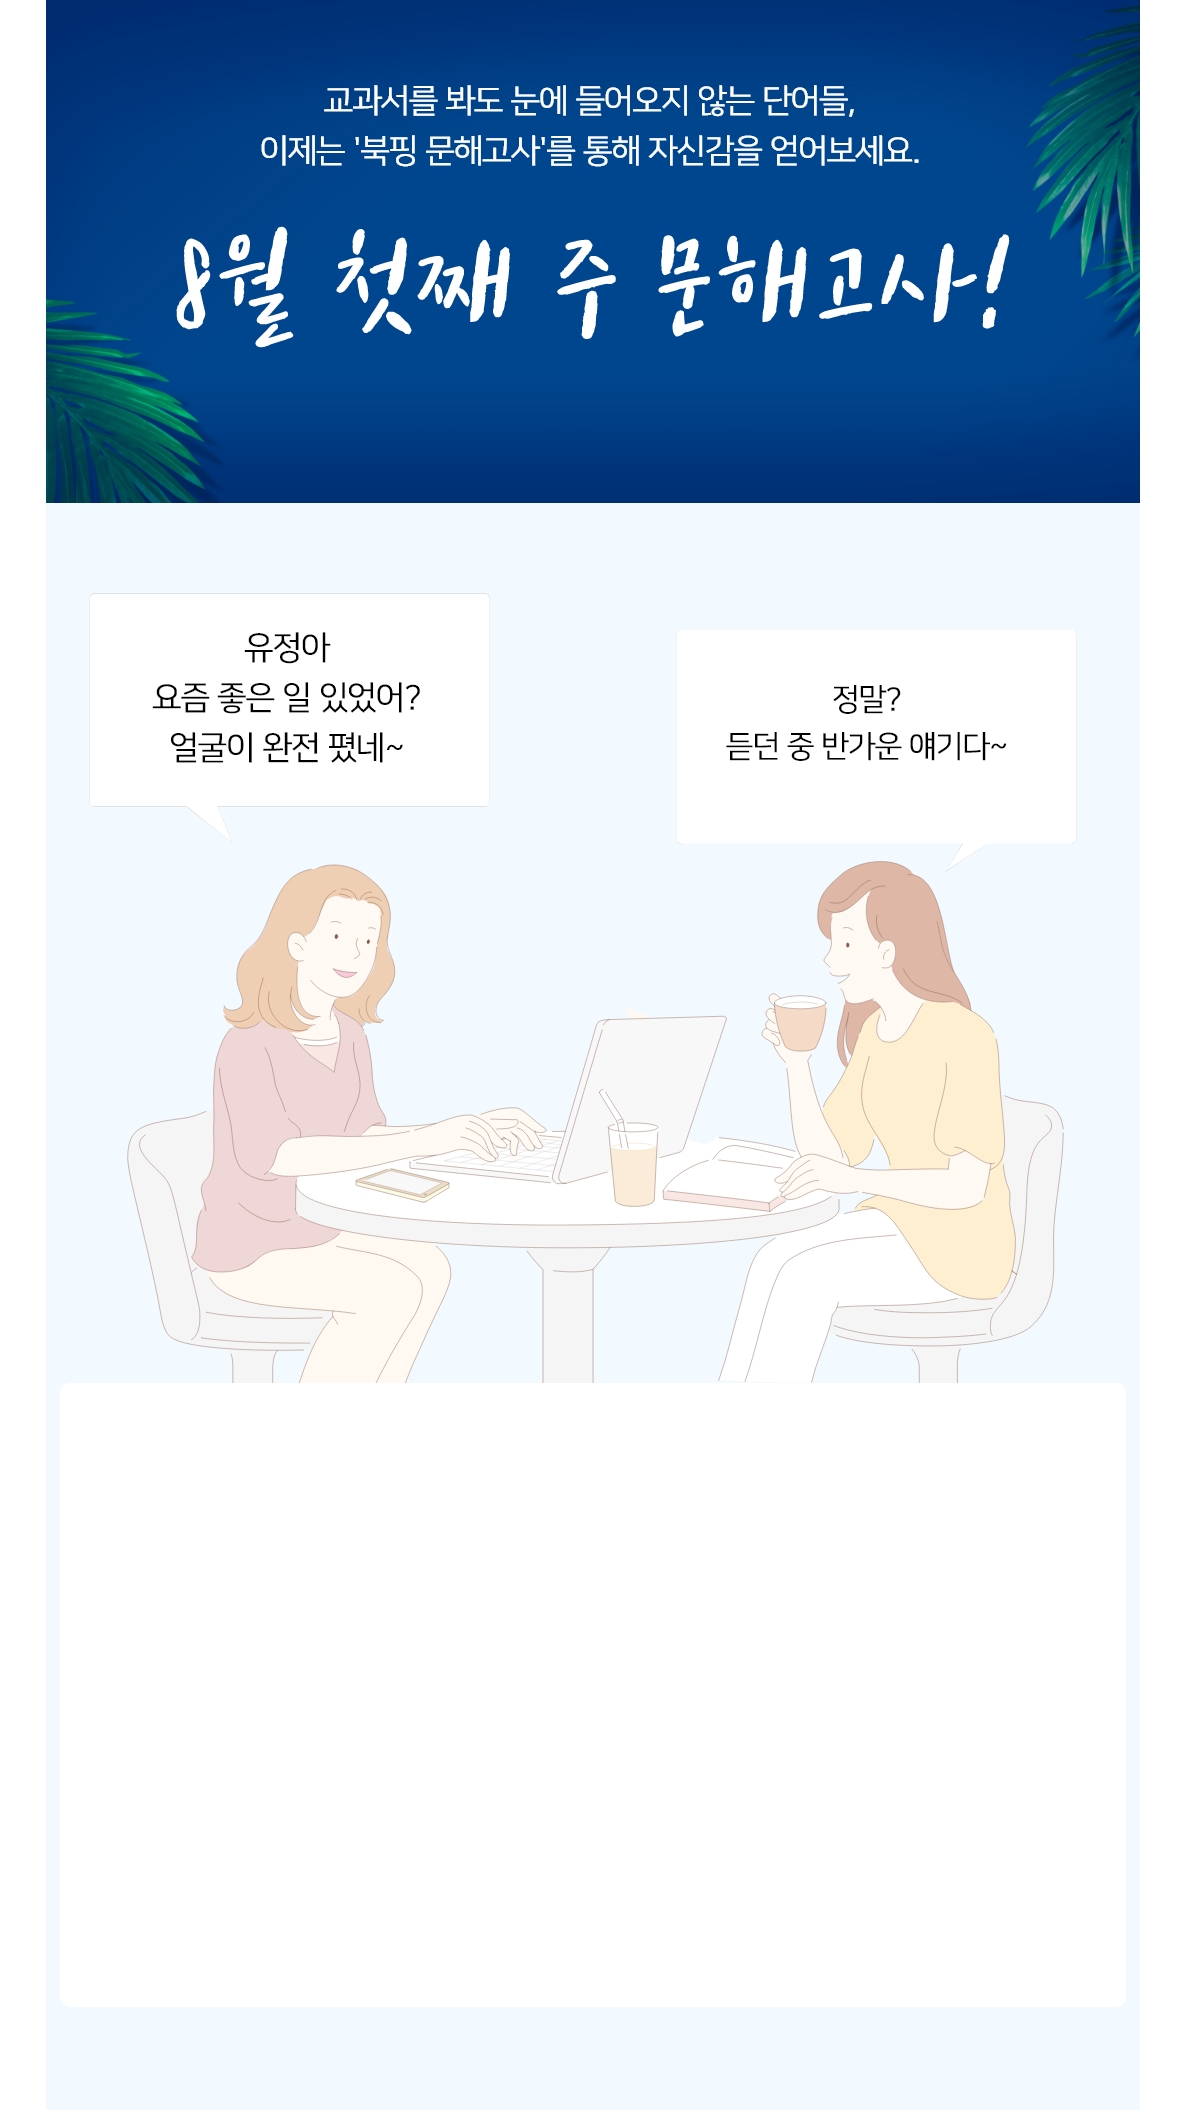 교과서를 봐도 눈에 들어오지 않는 단어들,
이제는 '북핑 문해고사'를 통해 자신감을 얻어보세요.
8월 첫째 주 문해고사!
유정아
요즘 좋은 일 있었어?
얼굴이 완전 폈네~
정말?
듣던 중 반가운 얘기다~